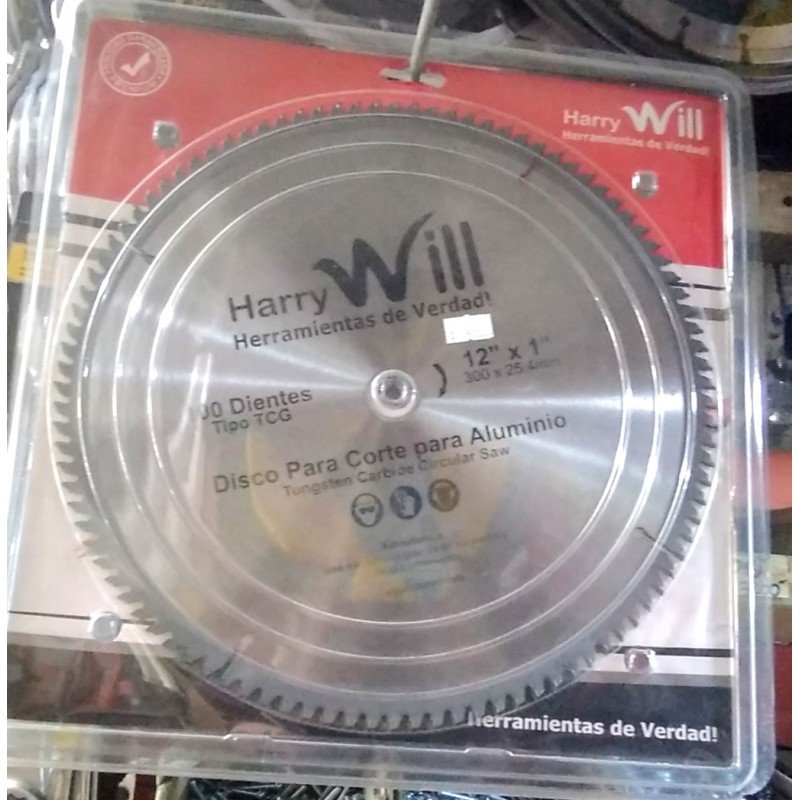 Harry Will
Herramientas de Verdad!
Harry Will
Herramientas de Verdad!
12" x 1"
300 x 25.4mm
100 Dientes
Tipo TCG
Disco Para Corte para Aluminio
Tungsten Carbide Circular Saw
Herramientas de Verdad!